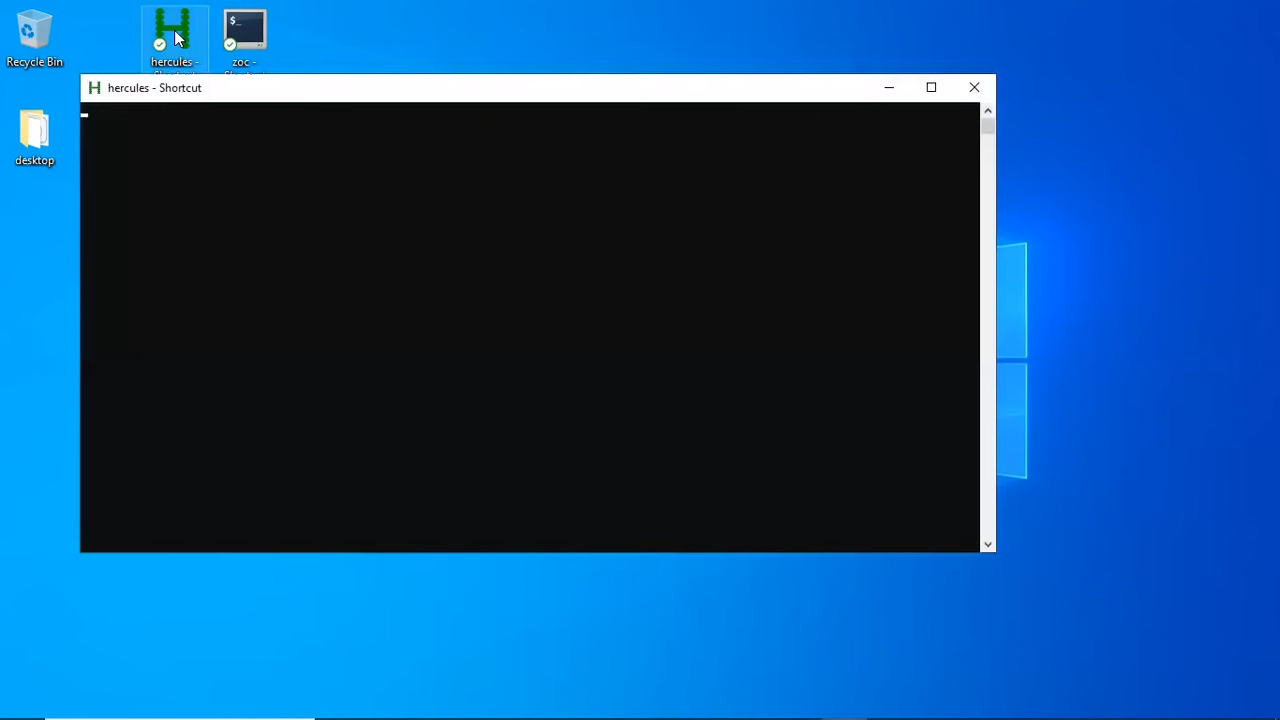 Recycle Bin
hercules -
zoc -
hercules - Shortcut
desktop